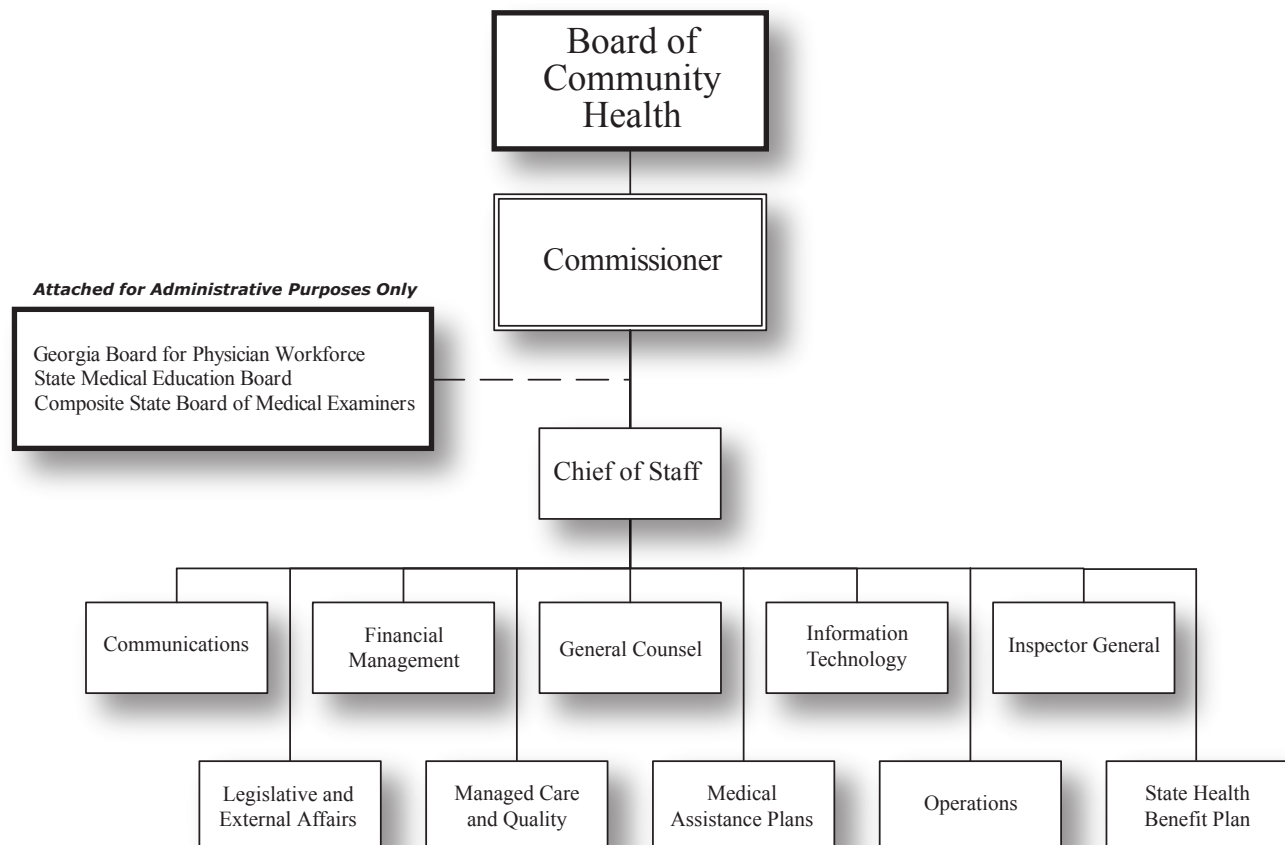 Board of
Community
Health
Commissioner
Attached for Administrative Purposes Only
Georgia Board for Physician Workforce
State Medical Education Board
Composite State Board of Medical Examiners
Chief of Staff
Communications
Financial
Management
General Counsel
Information
Technology
Inspector General
Legislative and
External Affairs
Managed Care
and Quality
Medical
Assistance Plans
Operations
State Health
Benefit Plan